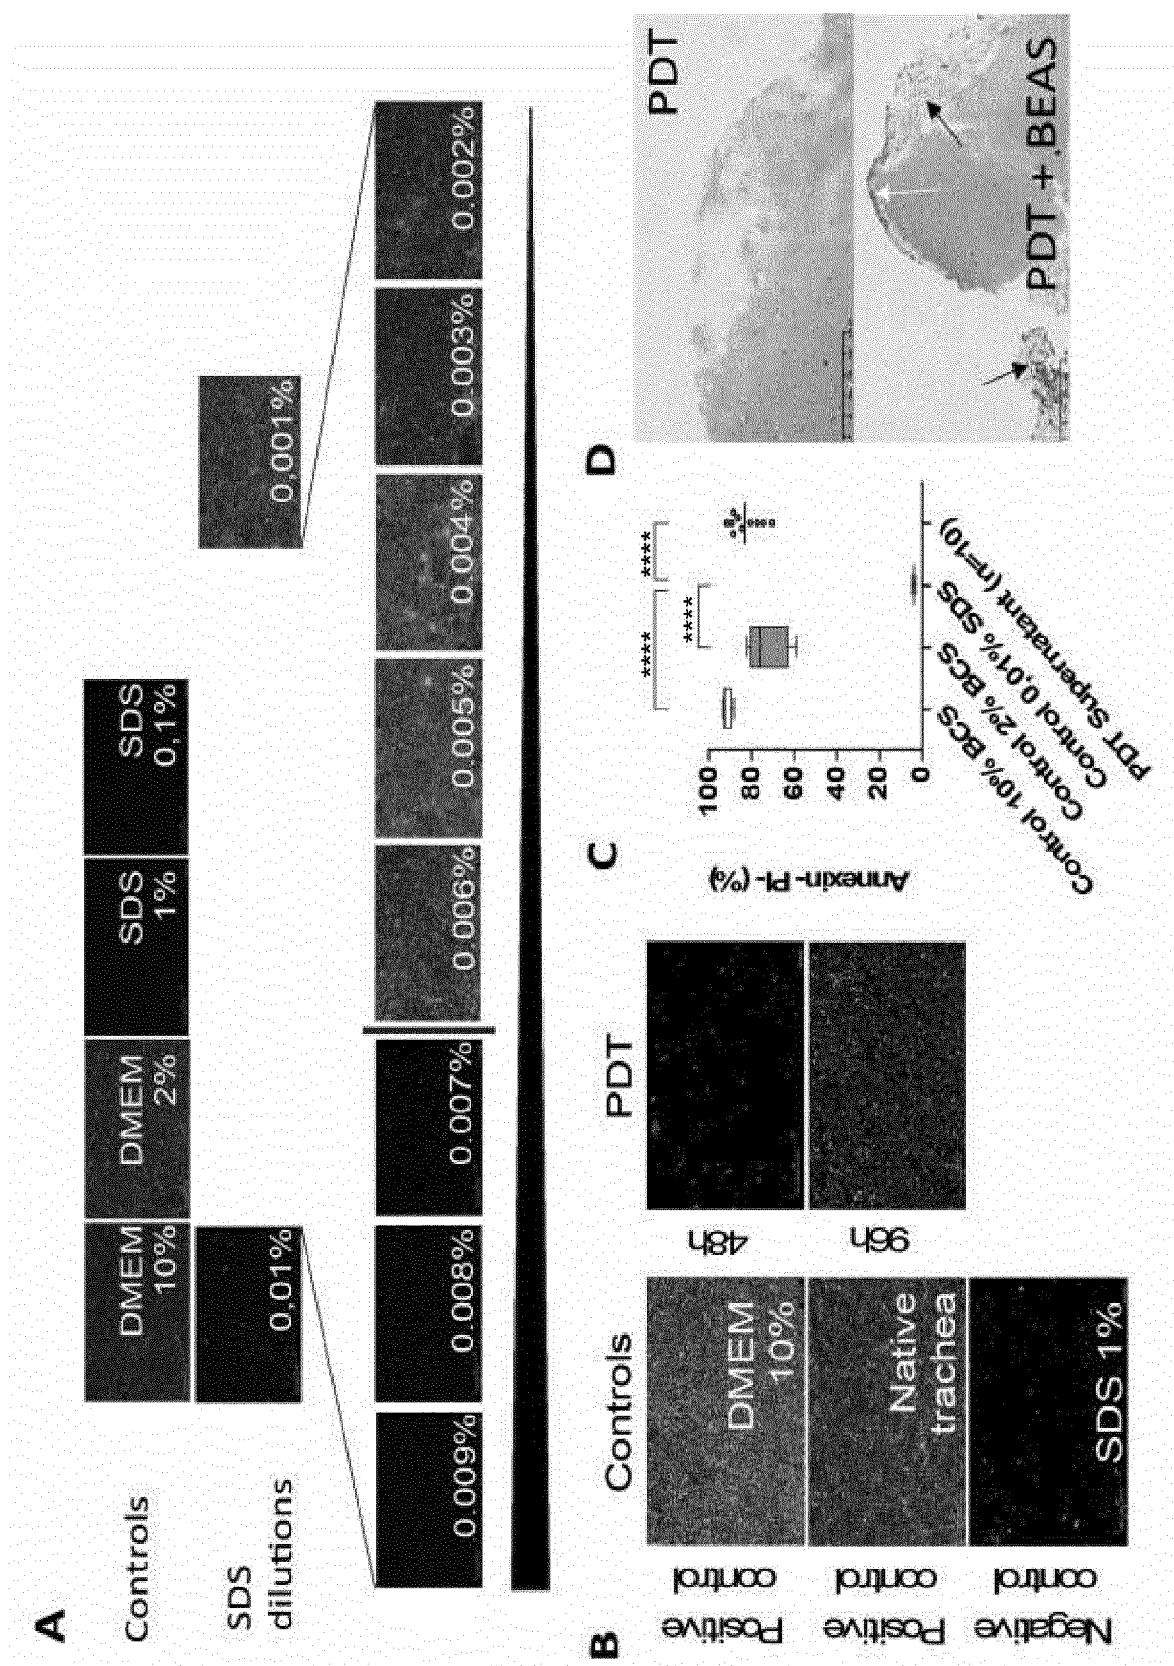 A
Controls
DMEM
10%
DMEM
2%
SDS
1%
SDS
0,1%
SDS
dilutions
0,01%
0,001%
0.009%
0.008%
0.007%
0.006%
0.005%
0.004%
0.003%
0.002%
B
Controls
PDT
Positive
control
DMEM
10%
48h
Positive
control
Native
trachea
96h
Negative
control
SDS 1%
C
Annexin- PI- (%)
100
80
60
40
20
0
****
****
****
Control 10% BCS
Control 2% BCS
Control 0,01% SDS
PDT Supernatant (n=10)
D
PDT
PDT + BEAS